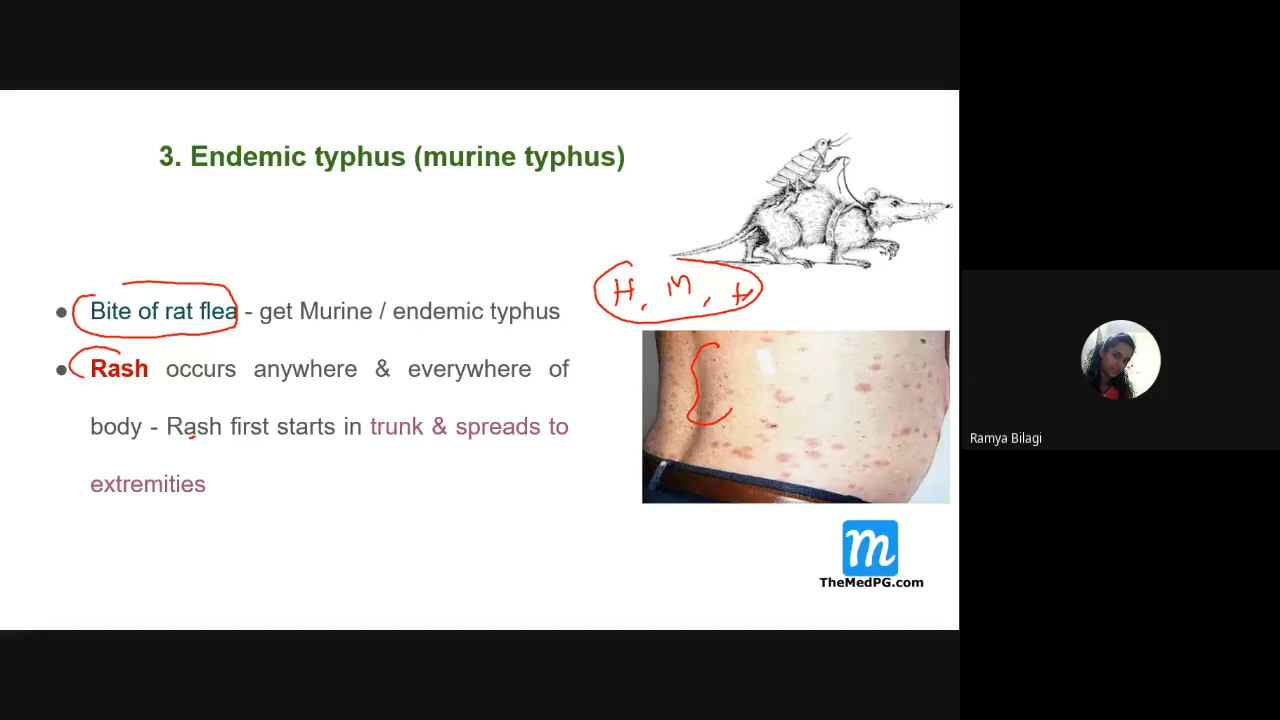 3. Endemic typhus (murine typhus)
H, M, H
● Bite of rat flea - get Murine / endemic typhus
● Rash occurs anywhere & everywhere of
body - Rash first starts in trunk & spreads to
extremities
m
TheMedPG.com
Ramya Bilagi